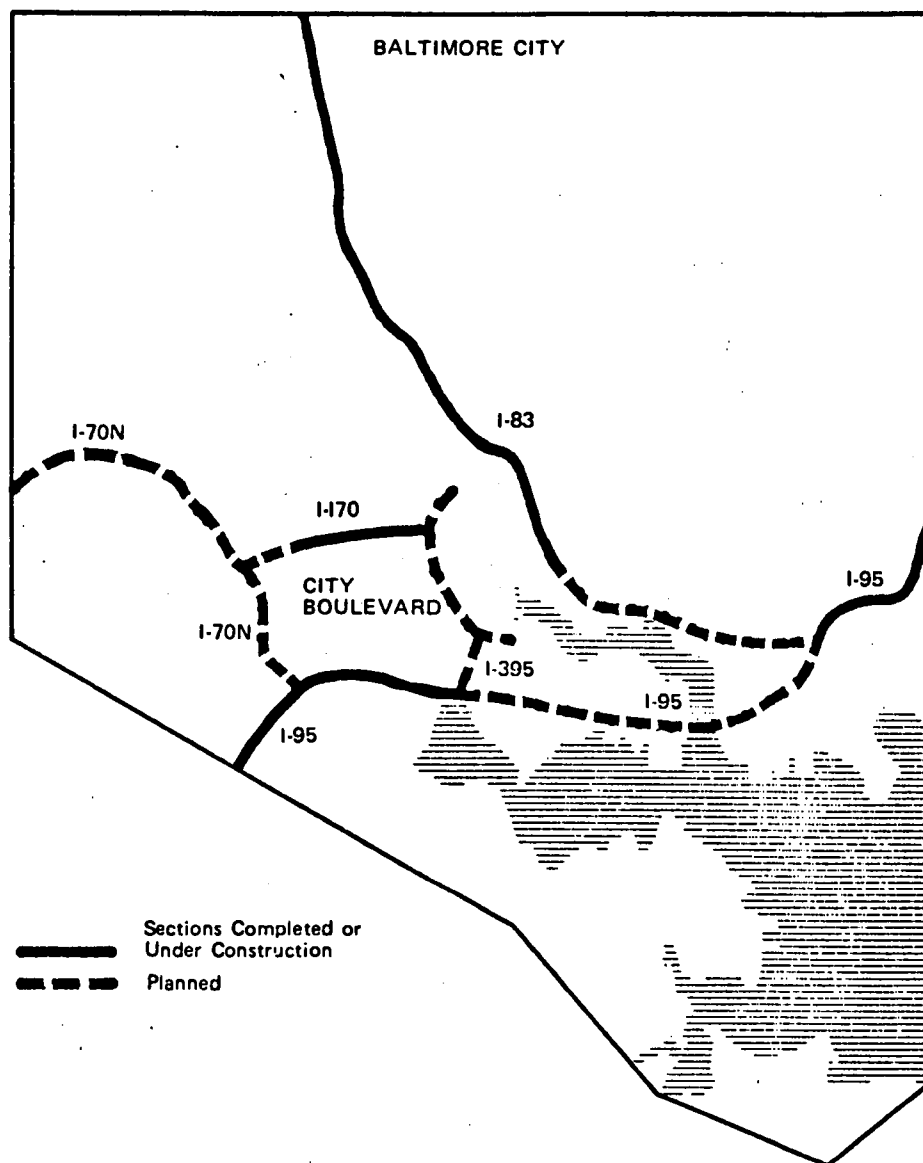 BALTIMORE CITY
I-83
I-70N
I-170
I-95
CITY
BOULEVARD
I-70N
I-395
I-95
I-95
Sections Completed or
Under Construction
Planned